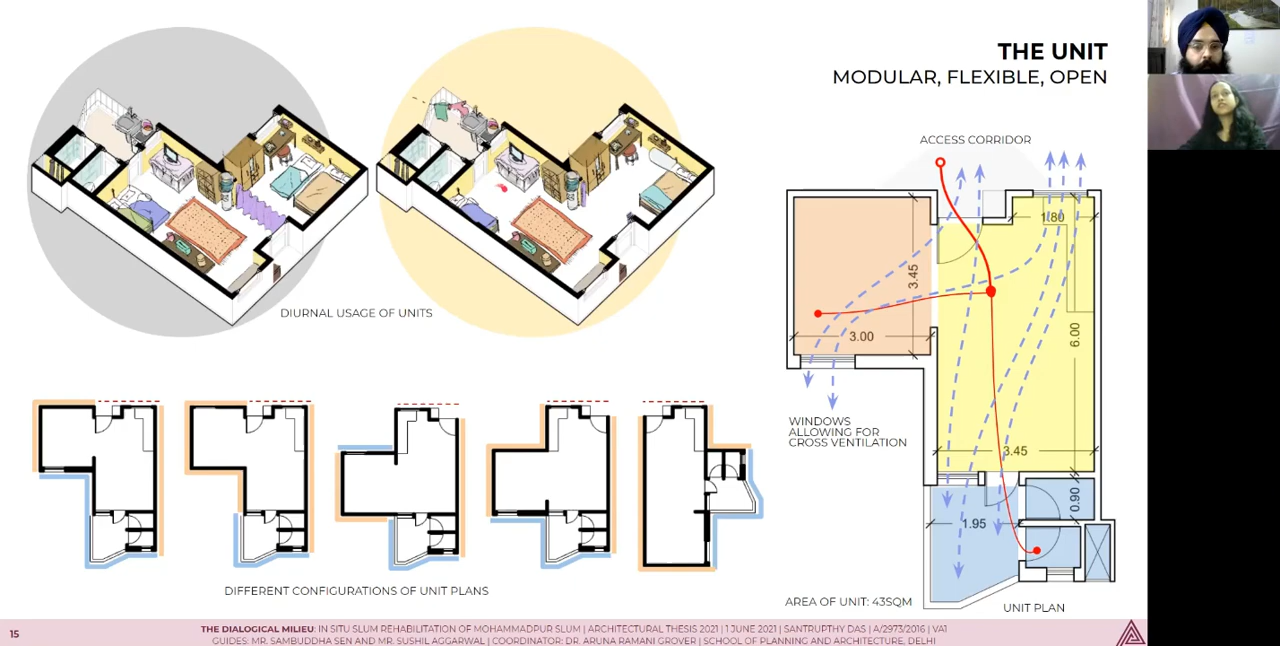 THE UNIT
MODULAR, FLEXIBLE, OPEN
DIURNAL USAGE OF UNITS
ACCESS CORRIDOR
1.80
3.45
3.00
6.00
WINDOWS
ALLOWING FOR
CROSS VENTILATION
3.45
0.90
1.95
DIFFERENT CONFIGURATIONS OF UNIT PLANS
AREA OF UNIT: 43SQM
UNIT PLAN
15
THE DIALOGICAL MILIEU: IN SITU SLUM REHABILITATION OF MOHAMMADPUR SLUM | ARCHITECTURAL THESIS 2021 | 1 JUNE 2021 | SANTRUPTHY DAS | A/2973/2016 | VA1
GUIDES: MR. SAMBUDDHA SEN AND MR. SUSHIL AGGARWAL | COORDINATOR: DR. ARUNA RAMANI GROVER | SCHOOL OF PLANNING AND ARCHITECTURE, DELHI